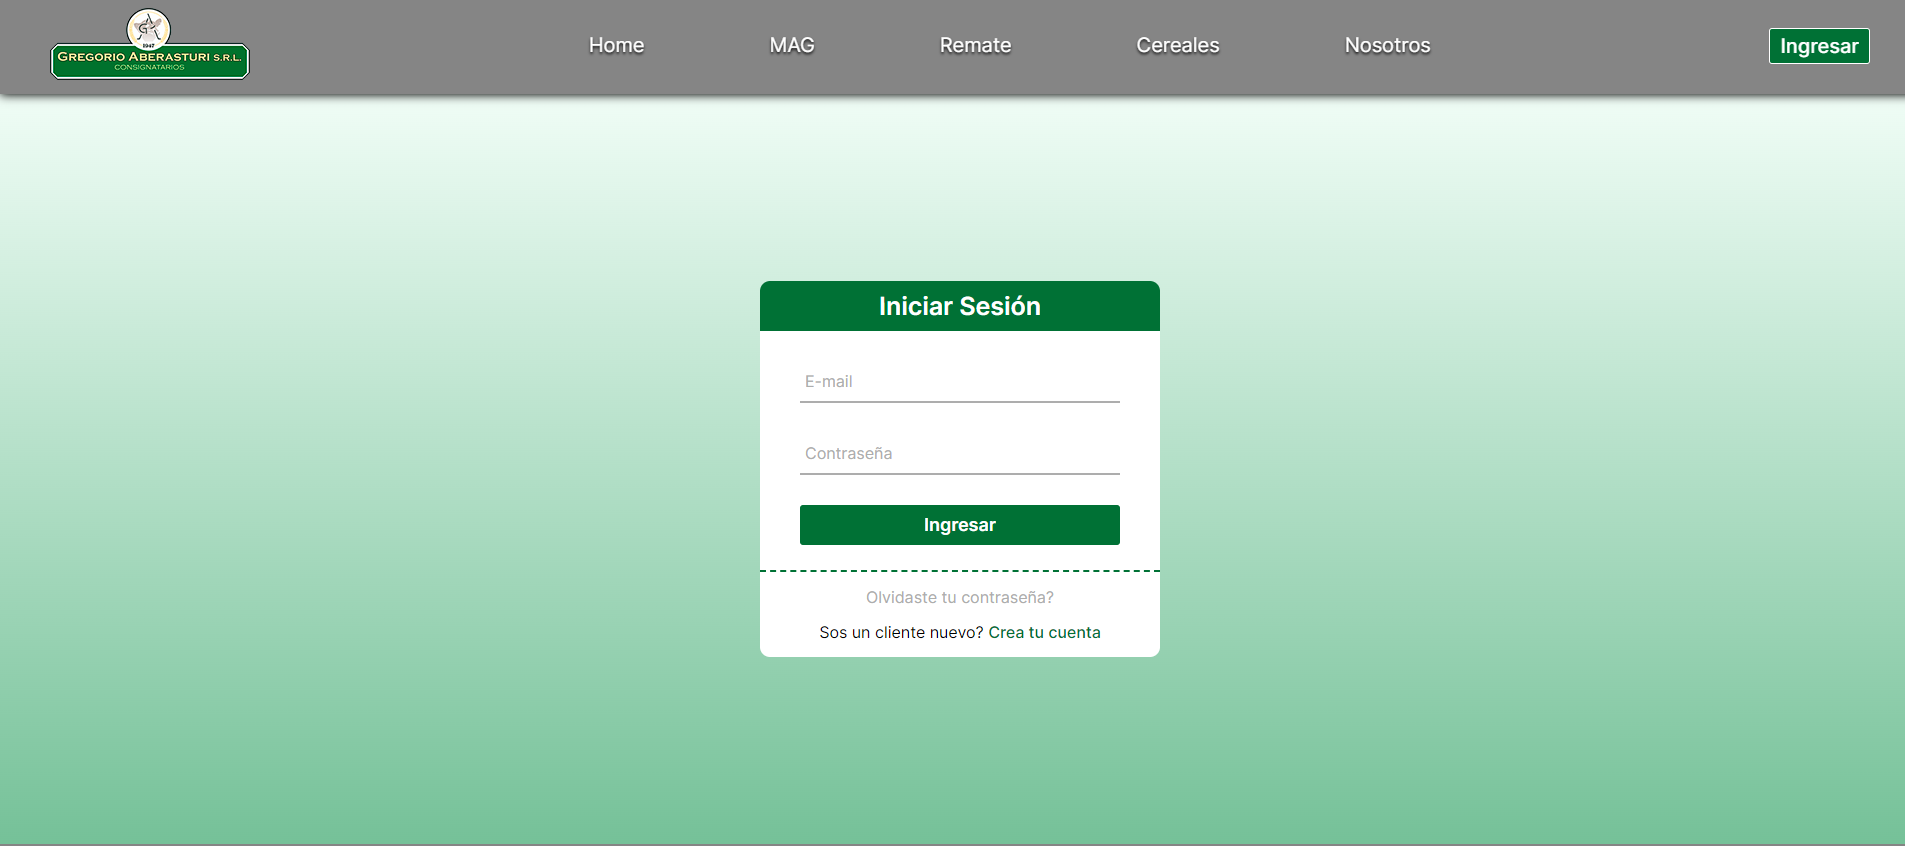 GA
1947
GREGORIO ABERASTURI S.R.L.
CONSIGNATARIOS
Home
MAG
Remate
Cereales
Nosotros
Ingresar
Iniciar Sesión
E-mail
Contraseña
Ingresar
Olvidaste tu contraseña?
Sos un cliente nuevo? Crea tu cuenta